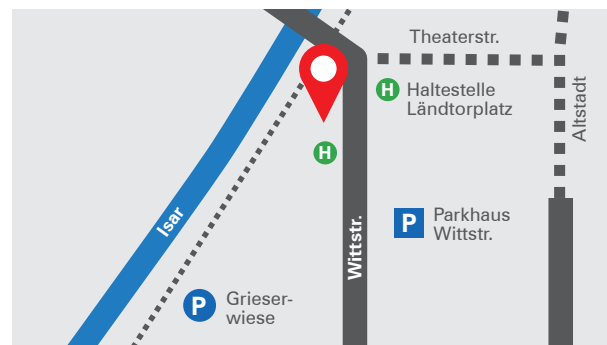 Theaterstr.
H Haltestelle
Ländtorplatz
Altstadt
H
Isar
Wittstr.
P Parkhaus
Wittstr.
P Grieser-
wiese